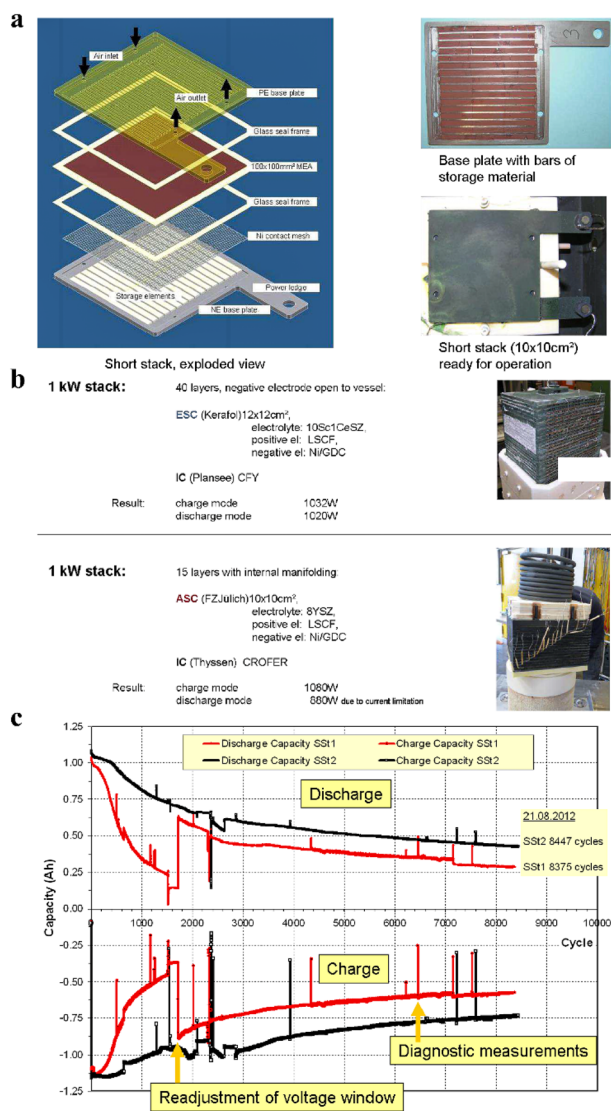 a
Air inlet
Air outlet
PE base plate
Glass seal frame
100x100mm² MEA
Glass seal frame
Ni contact mesh
Power ledge
Storage elements
NE base plate
Short stack, exploded view
Base plate with bars of
storage material
Short stack (10x10cm²)
ready for operation
b
1 kW stack: 40 layers, negative electrode open to vessel:
ESC (Kerafol)12x12cm²,
electrolyte: 10Sc1CeSZ,
positive el: LSCF,
negative el: Ni/GDC
IC (Plansee) CFY
Result: charge mode 1032W
discharge mode 1020W
1 kW stack: 15 layers with internal manifolding:
ASC (FZJülich)10x10cm²,
electrolyte: 8YSZ,
positive el: LSCF,
negative el: Ni/GDC
IC (Thyssen) CROFER
Result: charge mode 1080W
discharge mode 880W due to current limitation
c
1.25
1.00
0.75
0.50
0.25
0.00
-0.25
-0.50
-0.75
-1.00
-1.25
Capacity (Ah)
Discharge Capacity SSt1 Charge Capacity SSt1
Discharge Capacity SSt2 Charge Capacity SSt2
Discharge
21.08.2012
SSt2 8447 cycles
SSt1 8375 cycles
0 1000 2000 3000 4000 5000 6000 7000 8000 9000 10000
Cycle
Charge
Diagnostic measurements
Readjustment of voltage window